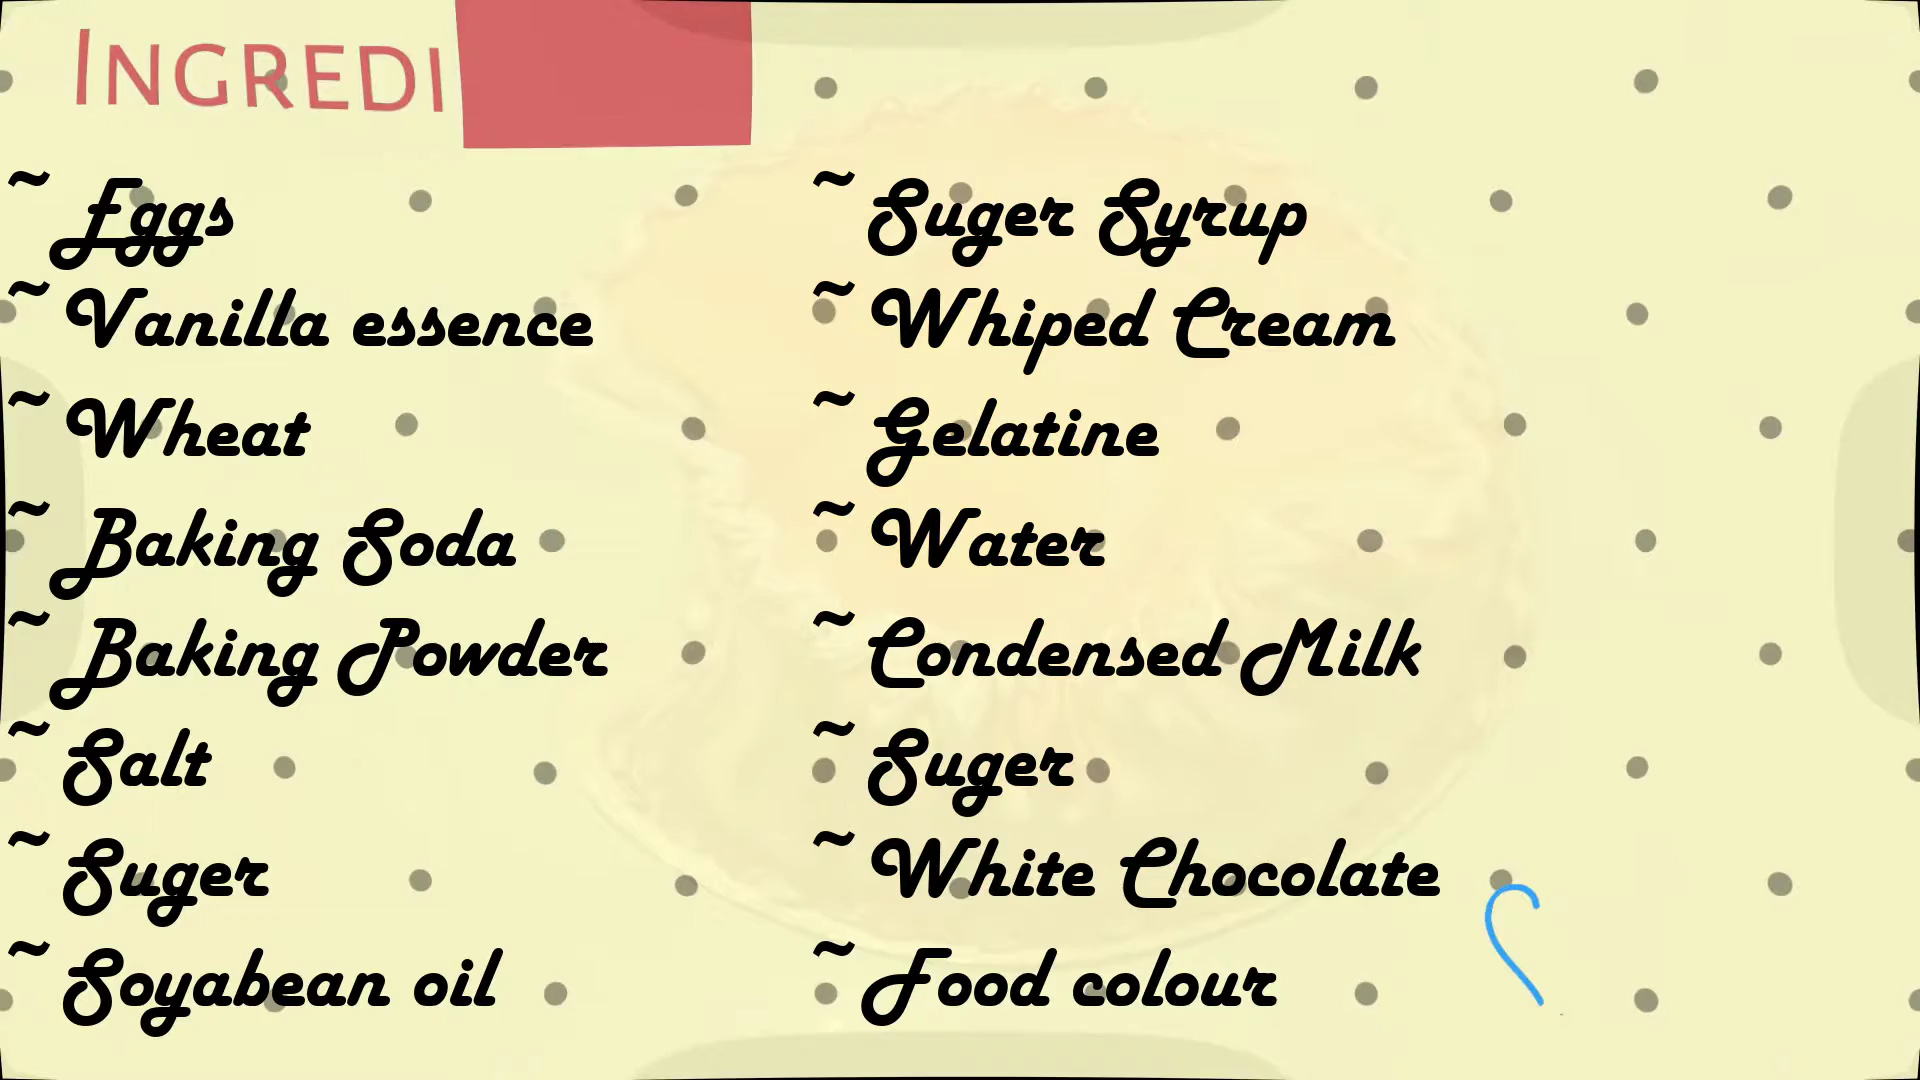 INGREDI
~ Eggs
~ Vanilla essence
~ Wheat
~ Baking Soda
~ Baking Powder
~ Salt
~ Suger
~ Soyabean oil
~ Suger Syrup
~ Whiped Cream
~ Gelatine
~ Water
~ Condensed Milk
~ Suger
~ White Chocolate
~ Food colour